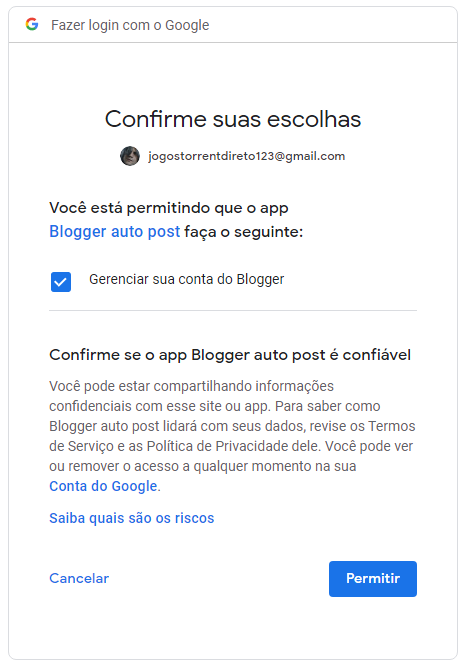 Fazer login com o Google
Confirme suas escolhas
jogostorrentdireto123@gmail.com
Você está permitindo que o app
Blogger auto post faça o seguinte:
Gerenciar sua conta do Blogger
Confirme se o app Blogger auto post é confiável
Você pode estar compartilhando informações
confidenciais com esse site ou app. Para saber como
Blogger auto post lidará com seus dados, revise os Termos
de Serviço e as Política de Privacidade dele. Você pode ver
ou remover o acesso a qualquer momento na sua
Conta do Google.
Saiba quais são os riscos
Cancelar
Permitir